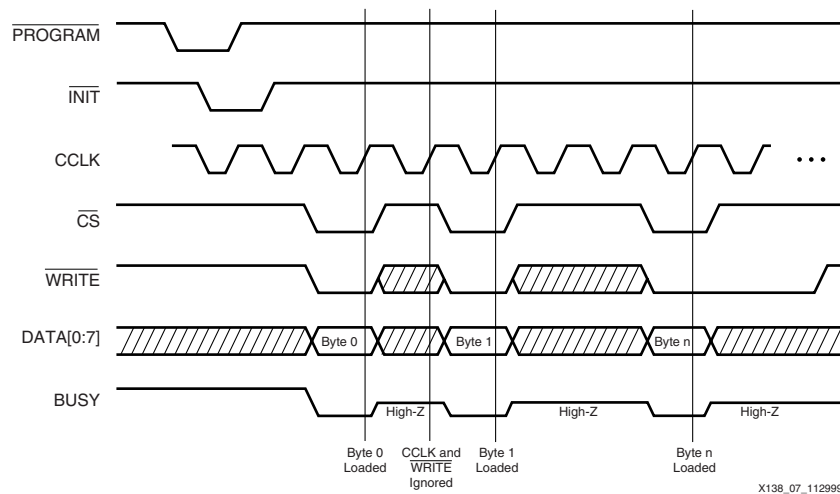 PROGRAM
INIT
CCLK
...
CS
WRITE
DATA[0:7]
Byte 0
Byte 1
Byte n
BUSY
High-Z
High-Z
High-Z
Byte 0
Loaded
CCLK and
WRITE
Ignored
Byte 1
Loaded
Byte n
Loaded
X138_07_112999